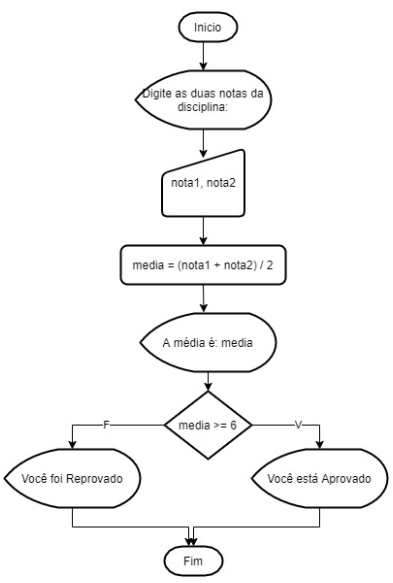 Inicio
Digite as duas notas da
disciplina:
nota1, nota2
media = (nota1 + nota2) / 2
A média é: media
media >= 6
F
V
Você foi Reprovado
Você está Aprovado
Fim